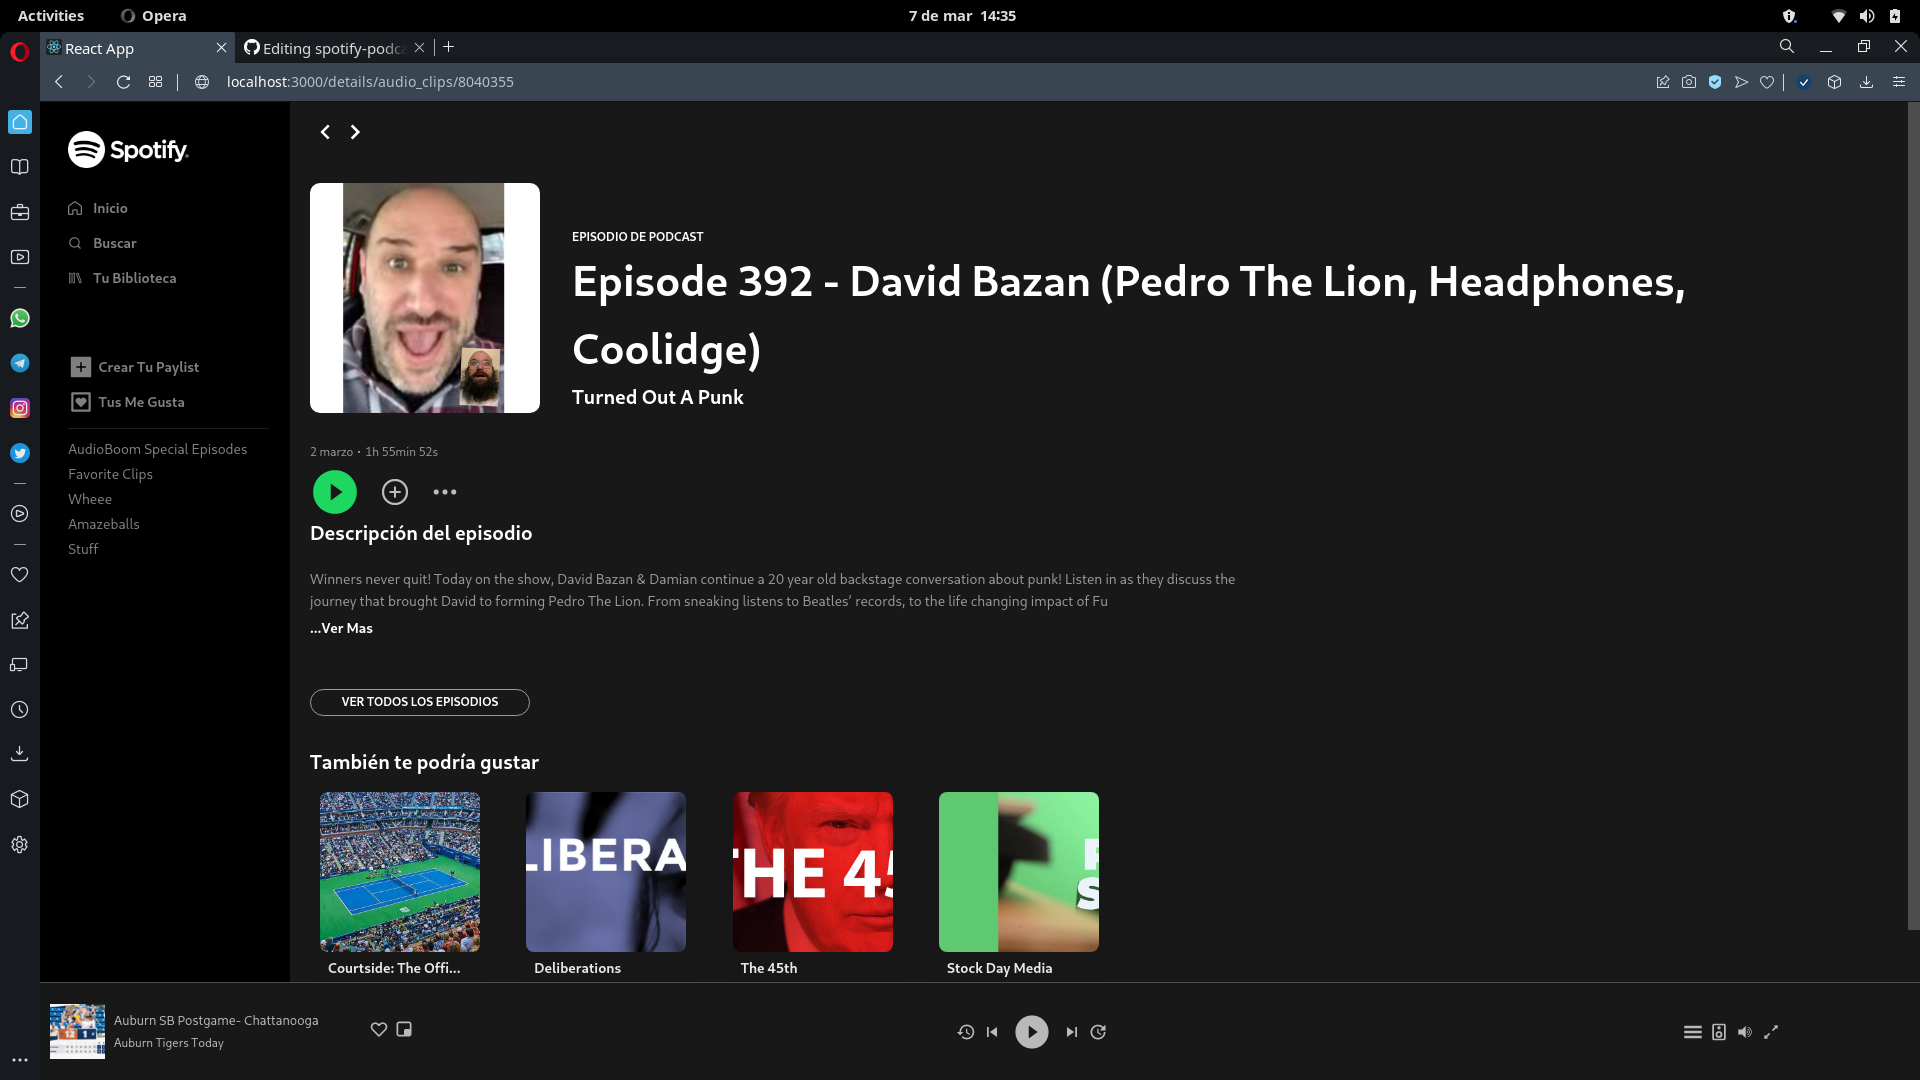 Activities
Opera
7 de mar 14:35
React App
Editing spotify-podca
localhost:3000/details/audio_clips/8040355
Spotify
Inicio
Buscar
Tu Biblioteca
Crear Tu Paylist
Tus Me Gusta
AudioBoom Special Episodes
Favorite Clips
Wheee
Amazeballs
Stuff
EPISODIO DE PODCAST
Episode 392 - David Bazan (Pedro The Lion, Headphones,
Coolidge)
Turned Out A Punk
2 marzo • 1h 55min 52s
Descripción del episodio
Winners never quit! Today on the show, David Bazan & Damian continue a 20 year old backstage conversation about punk! Listen in as they discuss the
journey that brought David to forming Pedro The Lion. From sneaking listens to Beatles’ records, to the life changing impact of Fu
...Ver Mas
VER TODOS LOS EPISODIOS
También te podría gustar
LIBERA
THE 45
Courtside: The Offi...
Deliberations
The 45th
Stock Day Media
Auburn SB Postgame- Chattanooga
Auburn Tigers Today